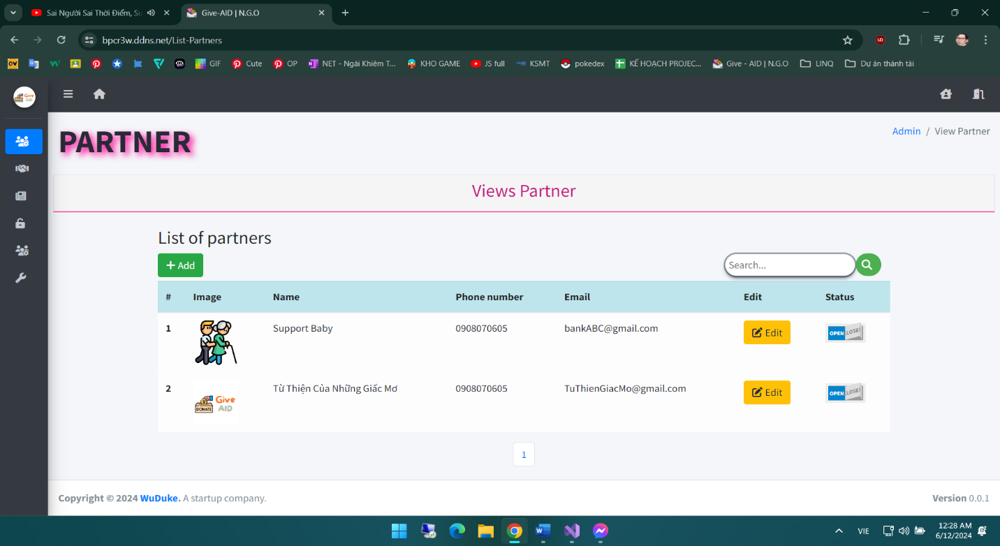 Sai Người Sai Thời Điểm, Su
Give-AID | N.G.O
bpcr3w.ddns.net/List-Partners
GIF
Cute
OP
NET - Ngài Khiêm T...
KHO GAME
JS full
KSMT
pokedex
KẾ HOẠCH PROJEC...
Give - AID | N.G.O
LINQ
Dự án thành tải
Give
AID
PARTNER
Admin / View Partner
Views Partner
List of partners
+ Add
Search...
# Image Name Phone number Email Edit Status
1 Support Baby 0908070605 bankABC@gmail.com Edit OPEN CLOSE!
2 Từ Thiện Của Những Giấc Mơ 0908070605 TuThienGiacMo@gmail.com Edit OPEN CLOSE!
Give
DONATE AID
1
Copyright © 2024 WuDuke. A startup company.
Version 0.0.1
VIE
12:28 AM
6/12/2024